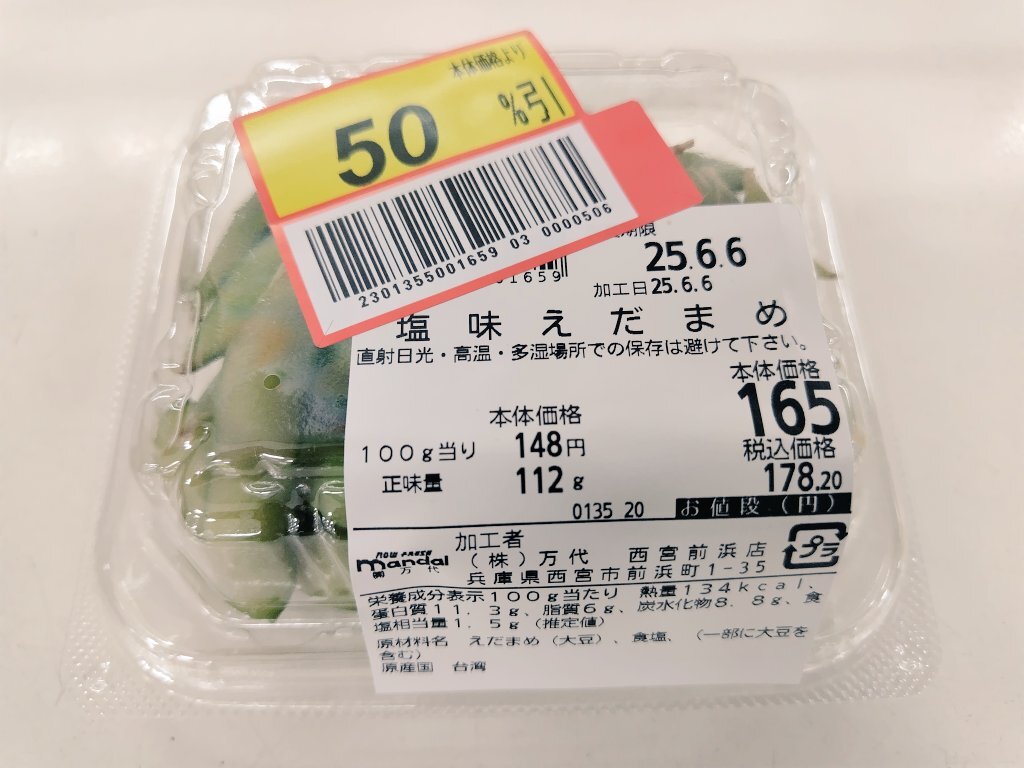 本体価格より
50 %引
2301355001659 03 0000506
期限
25.6.6
01659
加工日 25.6.6
塩味えだまめ
直射日光・高温・多湿場所での保存は避けて下さい。
本体価格
165
本体価格
100g当り 148円
税込価格
178.20
正味量 112 g
0135 20 お値段(円)
加工者
now fresh
mandai
㈱万代
(株)万代 西宮前浜店
兵庫県西宮市前浜町1-35
プラ
栄養成分表示100g当たり 熱量134kcal、
蛋白質11.3g、脂質6g、炭水化物8.8g、食
塩相当量1.5g(推定値)
原材料名 えだまめ(大豆)、食塩、(一部に大豆を
含む)
原産国 台湾